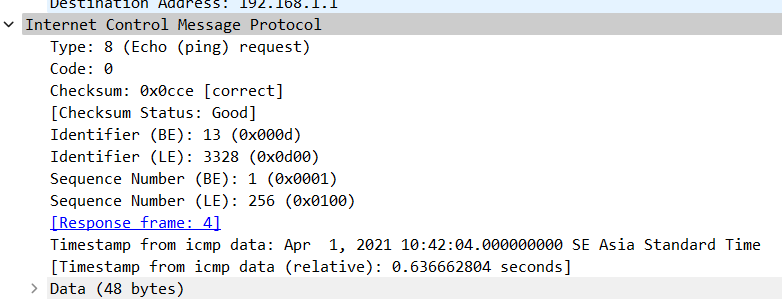 Destination Address: 192.168.1.1
Internet Control Message Protocol
Type: 8 (Echo (ping) request)
Code: 0
Checksum: 0x0cce [correct]
[Checksum Status: Good]
Identifier (BE): 13 (0x000d)
Identifier (LE): 3328 (0x0d00)
Sequence Number (BE): 1 (0x0001)
Sequence Number (LE): 256 (0x0100)
[Response frame: 4]
Timestamp from icmp data: Apr  1, 2021 10:42:04.000000000 SE Asia Standard Time
[Timestamp from icmp data (relative): 0.636662804 seconds]
Data (48 bytes)